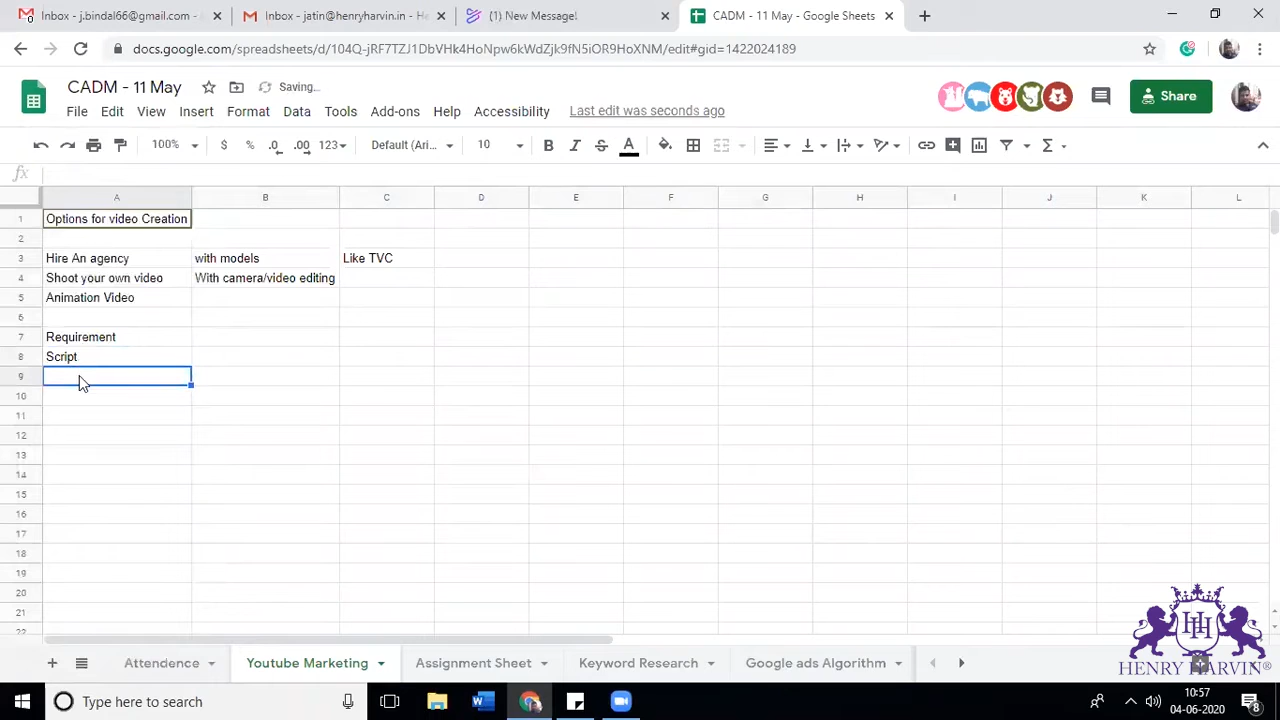 Inbox - j.bindal66@gmail.com -
Inbox - jatin@henryharvin.in - H
(1) New Message!
CADM - 11 May - Google Sheets
docs.google.com/spreadsheets/d/104Q-jRF7TZJ1DbVHk4HoNpw6kWdZjk9fN5iOR9HoXNM/edit#gid=1422024189
CADM - 11 May
Saving...
File Edit View Insert Format Data Tools Add-ons Help Accessibility Last edit was seconds ago
Share
100% $ % .0 .00 123 Default (Ari... 10 B I S A
fx
A B C D E F G H I J K L
1 Options for video Creation
2
3 Hire An agency with models Like TVC
4 Shoot your own video With camera/video editing
5 Animation Video
6
7 Requirement
8 Script
9
10
11
12
13
14
15
16
17
18
19
20
21
22
HENRY HARVIN®
Attendence Youtube Marketing Assignment Sheet Keyword Research Google ads Algorithm
Type here to search
10:57
04-06-2020
8